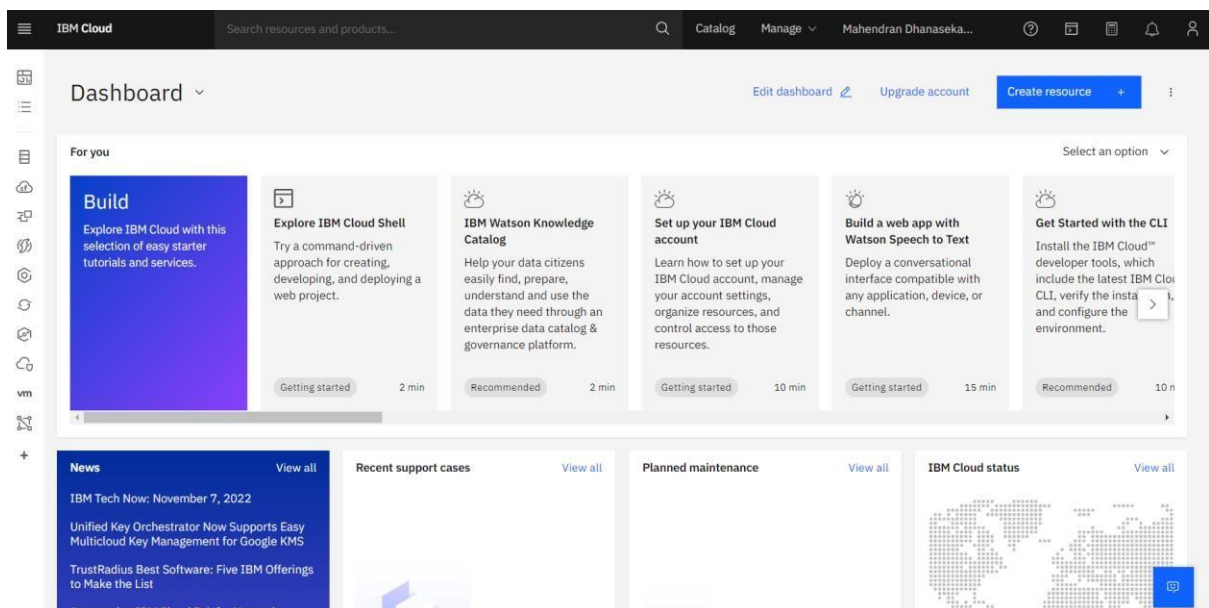 IBM Cloud
Search resources and products...
Catalog
Manage
Mahendran Dhanaseka...
Dashboard
Edit dashboard
Upgrade account
Create resource +
For you
Select an option
Build
Explore IBM Cloud with this
selection of easy starter
tutorials and services.
Explore IBM Cloud Shell
Try a command-driven
approach for creating,
developing, and deploying a
web project.
Getting started
2 min
IBM Watson Knowledge
Catalog
Help your data citizens
easily find, prepare,
understand and use the
data they need through an
enterprise data catalog &
governance platform.
Recommended
2 min
Set up your IBM Cloud
account
Learn how to set up your
IBM Cloud account, manage
your account settings,
organize resources, and
control access to those
resources.
Getting started
10 min
Build a web app with
Watson Speech to Text
Deploy a conversational
interface compatible with
any application, device, or
channel.
Getting started
15 min
Get Started with the CLI
Install the IBM Cloud™
developer tools, which
include the latest IBM
CLI, verify the
and configure the
environment.
Recommended
10
vm
+
News
View all
IBM Tech Now: November 7, 2022
Unified Key Orchestrator Now Supports Easy
Multicloud Key Management for Google KMS
TrustRadius Best Software: Five IBM Offerings
to Make the List
Recent support cases
View all
Planned maintenance
View all
IBM Cloud status
View all